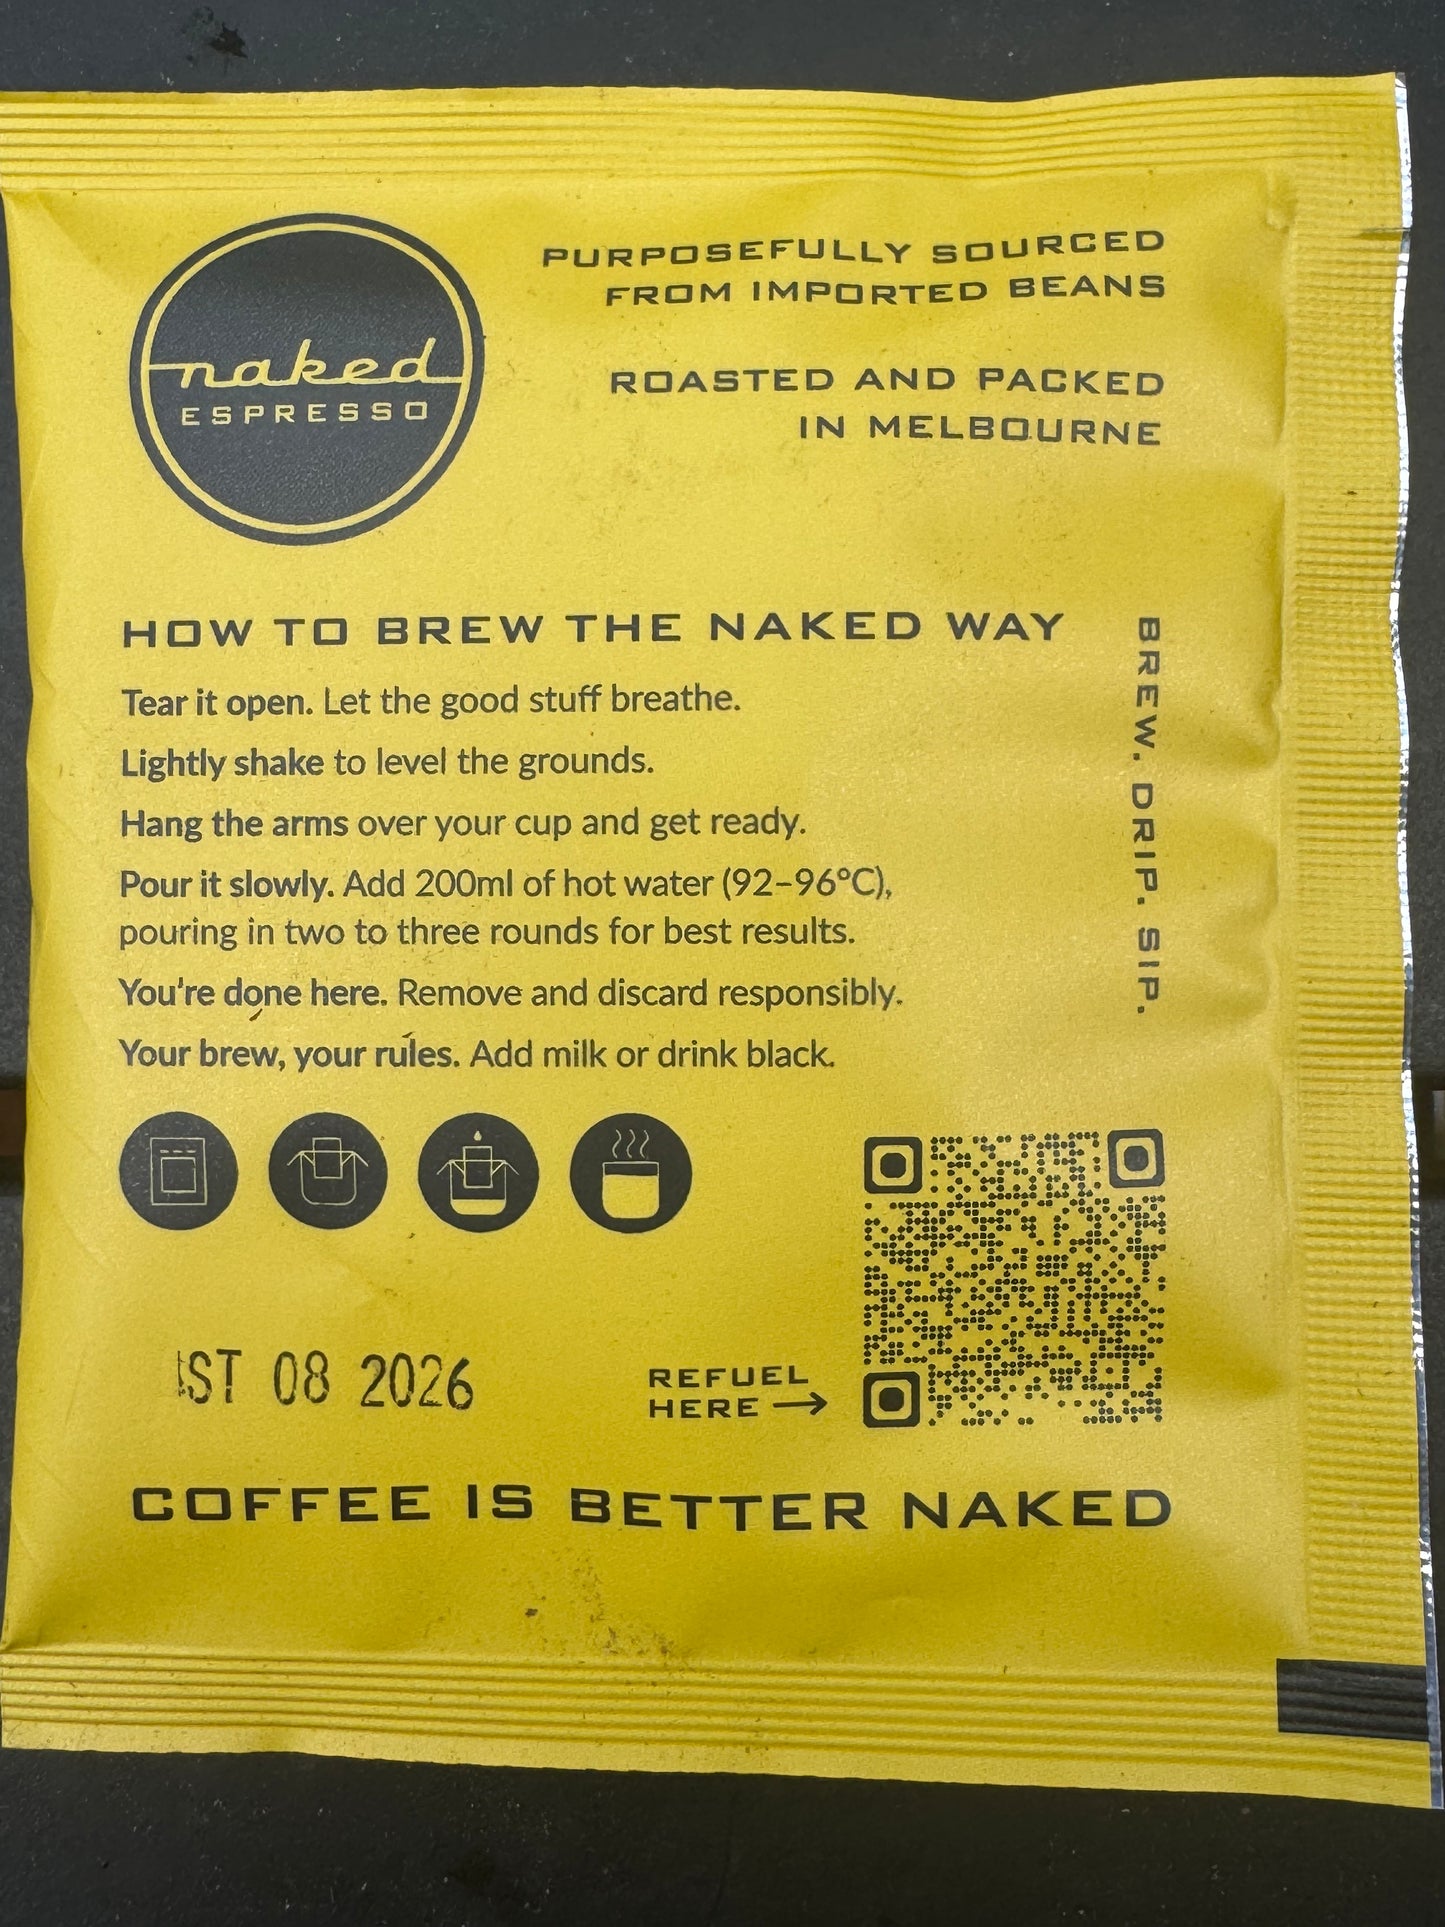 naked
ESPRESSO
PURPOSEFULLY SOURCED
FROM IMPORTED BEANS
ROASTED AND PACKED
IN MELBOURNE
HOW TO BREW THE NAKED WAY
Tear it open. Let the good stuff breathe.
Lightly shake to level the grounds.
Hang the arms over your cup and get ready.
Pour it slowly. Add 200ml of hot water (92–96°C),
pouring in two to three rounds for best results.
You're done here. Remove and discard responsibly.
Your brew, your rules. Add milk or drink black.
BREW. DRIP. SIP.
08 2026
REFUEL
HERE →
COFFEE IS BETTER NAKED